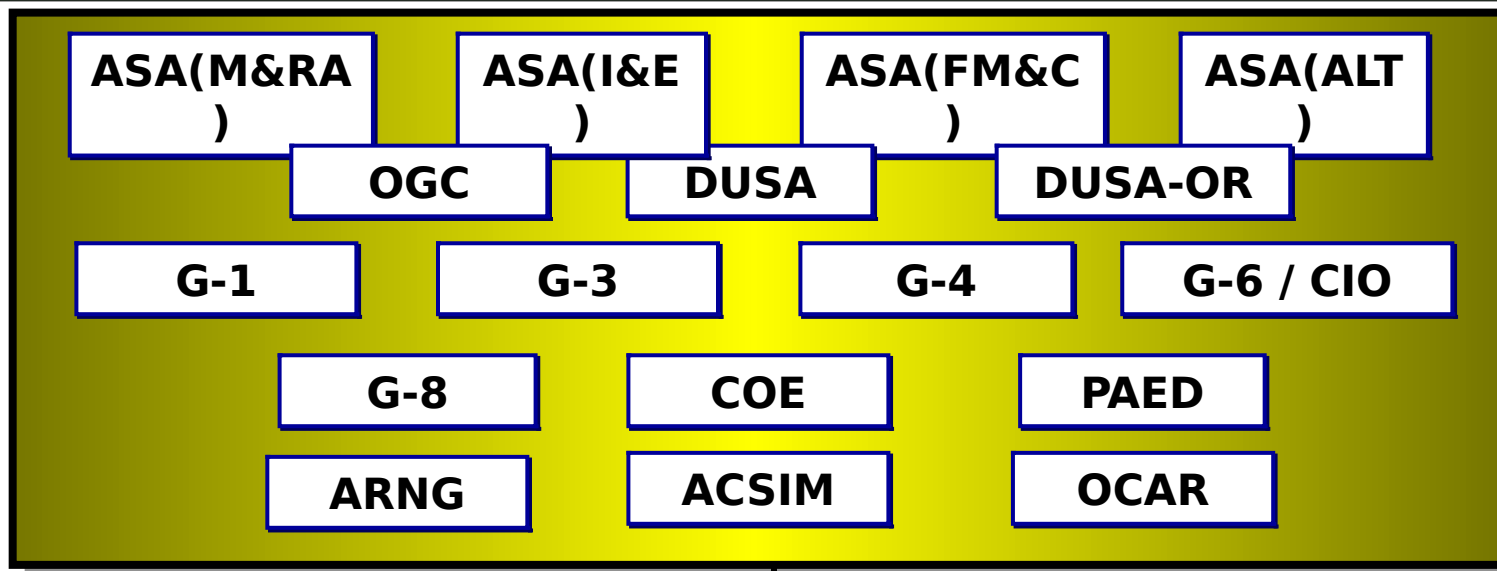 ASA(M&RA
)
ASA(I&E
)
ASA(FM&C
)
ASA(ALT
)
OGC
DUSA
DUSA-OR
G-1
G-3
G-4
G-6 / CIO
G-8
COE
PAED
ARNG
ACSIM
OCAR